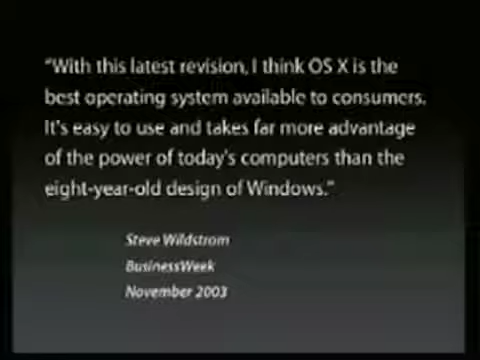 “With this latest revision, I think OS X is the
best operating system available to consumers.
It's easy to use and takes far more advantage
of the power of today's computers than the
eight-year-old design of Windows.”
Steve Wildstrom
BusinessWeek
November 2003